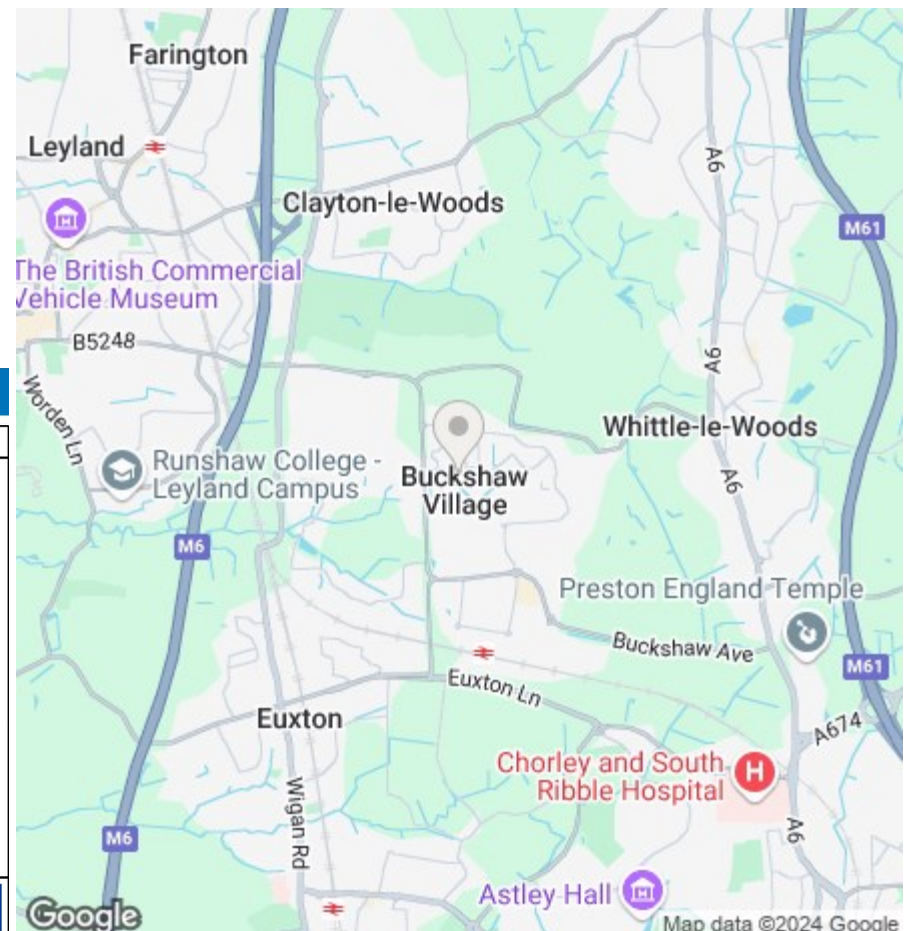 Farington
Leyland
A6
Clayton-le-Woods
M61
The British Commercial
Vehicle Museum
B5248
A6
Worden Ln
Whittle-le-Woods
Runshaw College -
Leyland Campus
Buckshaw
Village
A6
M6
Preston England Temple
Buckshaw Ave
M61
Euxton Ln
Euxton
A674
Chorley and South
Ribble Hospital
H
Wigan Rd
M6
A6
Astley Hall
Google
Map data ©2024 Google